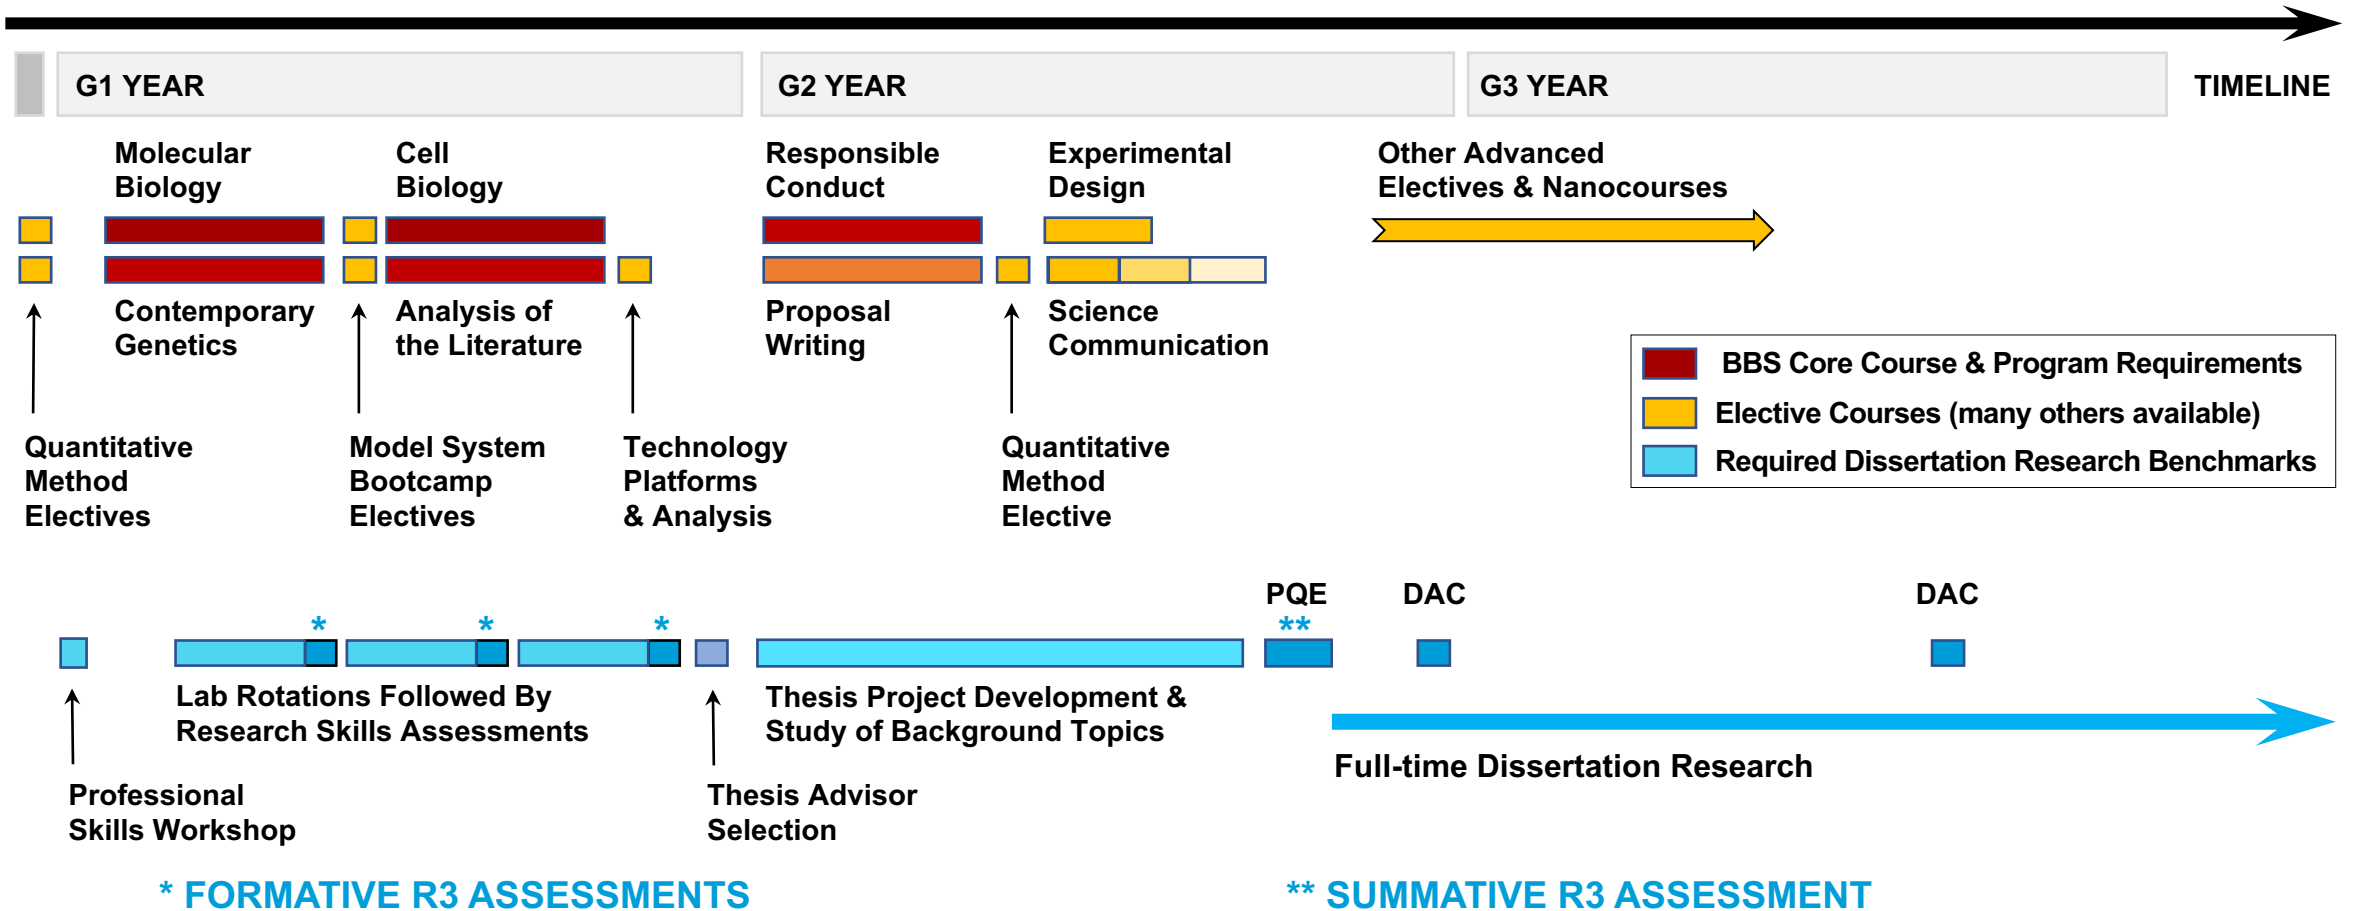 G1 YEAR
G2 YEAR
G3 YEAR
TIMELINE
Molecular
Biology
Cell
Biology
Responsible
Conduct
Experimental
Design
Other Advanced
Electives & Nanocourses
Contemporary
Genetics
Analysis of
the Literature
Proposal
Writing
Science
Communication
BBS Core Course & Program Requirements
Elective Courses (many others available)
Required Dissertation Research Benchmarks
Quantitative
Method
Electives
Model System
Bootcamp
Electives
Technology
Platforms
& Analysis
Quantitative
Method
Elective
PQE
DAC
DAC
*
*
*
**
Lab Rotations Followed By
Research Skills Assessments
Thesis Project Development &
Study of Background Topics
Full-time Dissertation Research
Professional
Skills Workshop
Thesis Advisor
Selection
* FORMATIVE R3 ASSESSMENTS
** SUMMATIVE R3 ASSESSMENT